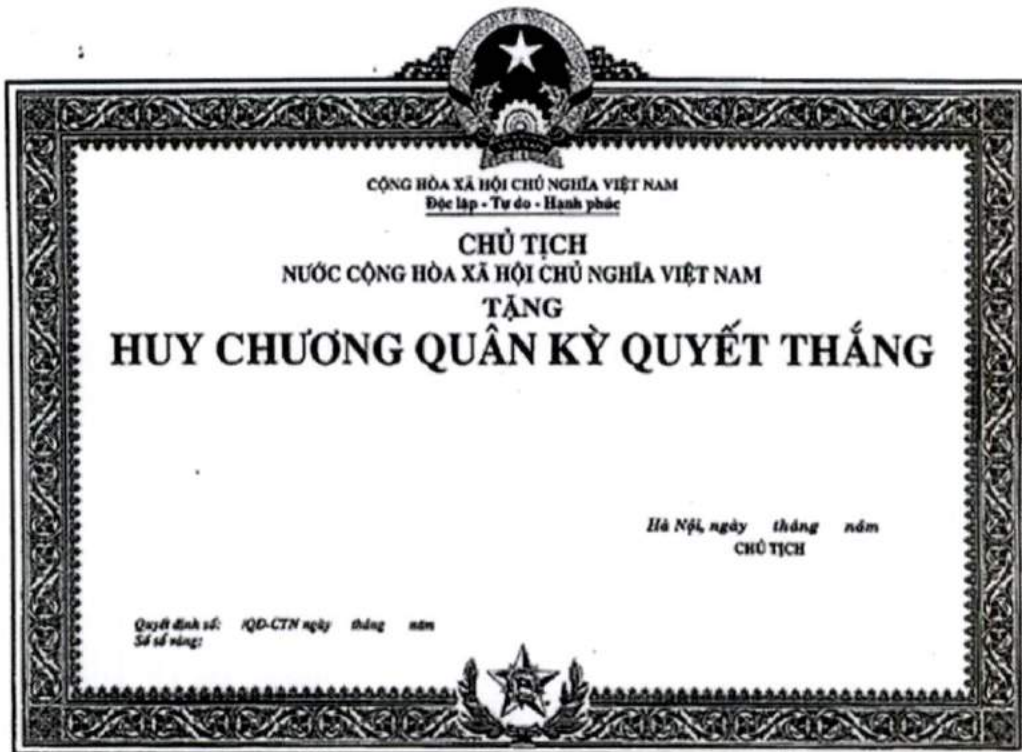 CỘNG HÒA XÃ HỘI CHỦ NGHĨA VIỆT NAM
Độc lập - Tự do - Hạnh phúc
CHỦ TỊCH
NƯỚC CỘNG HÒA XÃ HỘI CHỦ NGHĨA VIỆT NAM
TẶNG
HUY CHƯƠNG QUÂN KỲ QUYẾT THẮNG
Hà Nội, ngày tháng năm
CHỦ TỊCH
Quyết định số: /QĐ-CTN ngày tháng năm
Số sổ vàng: